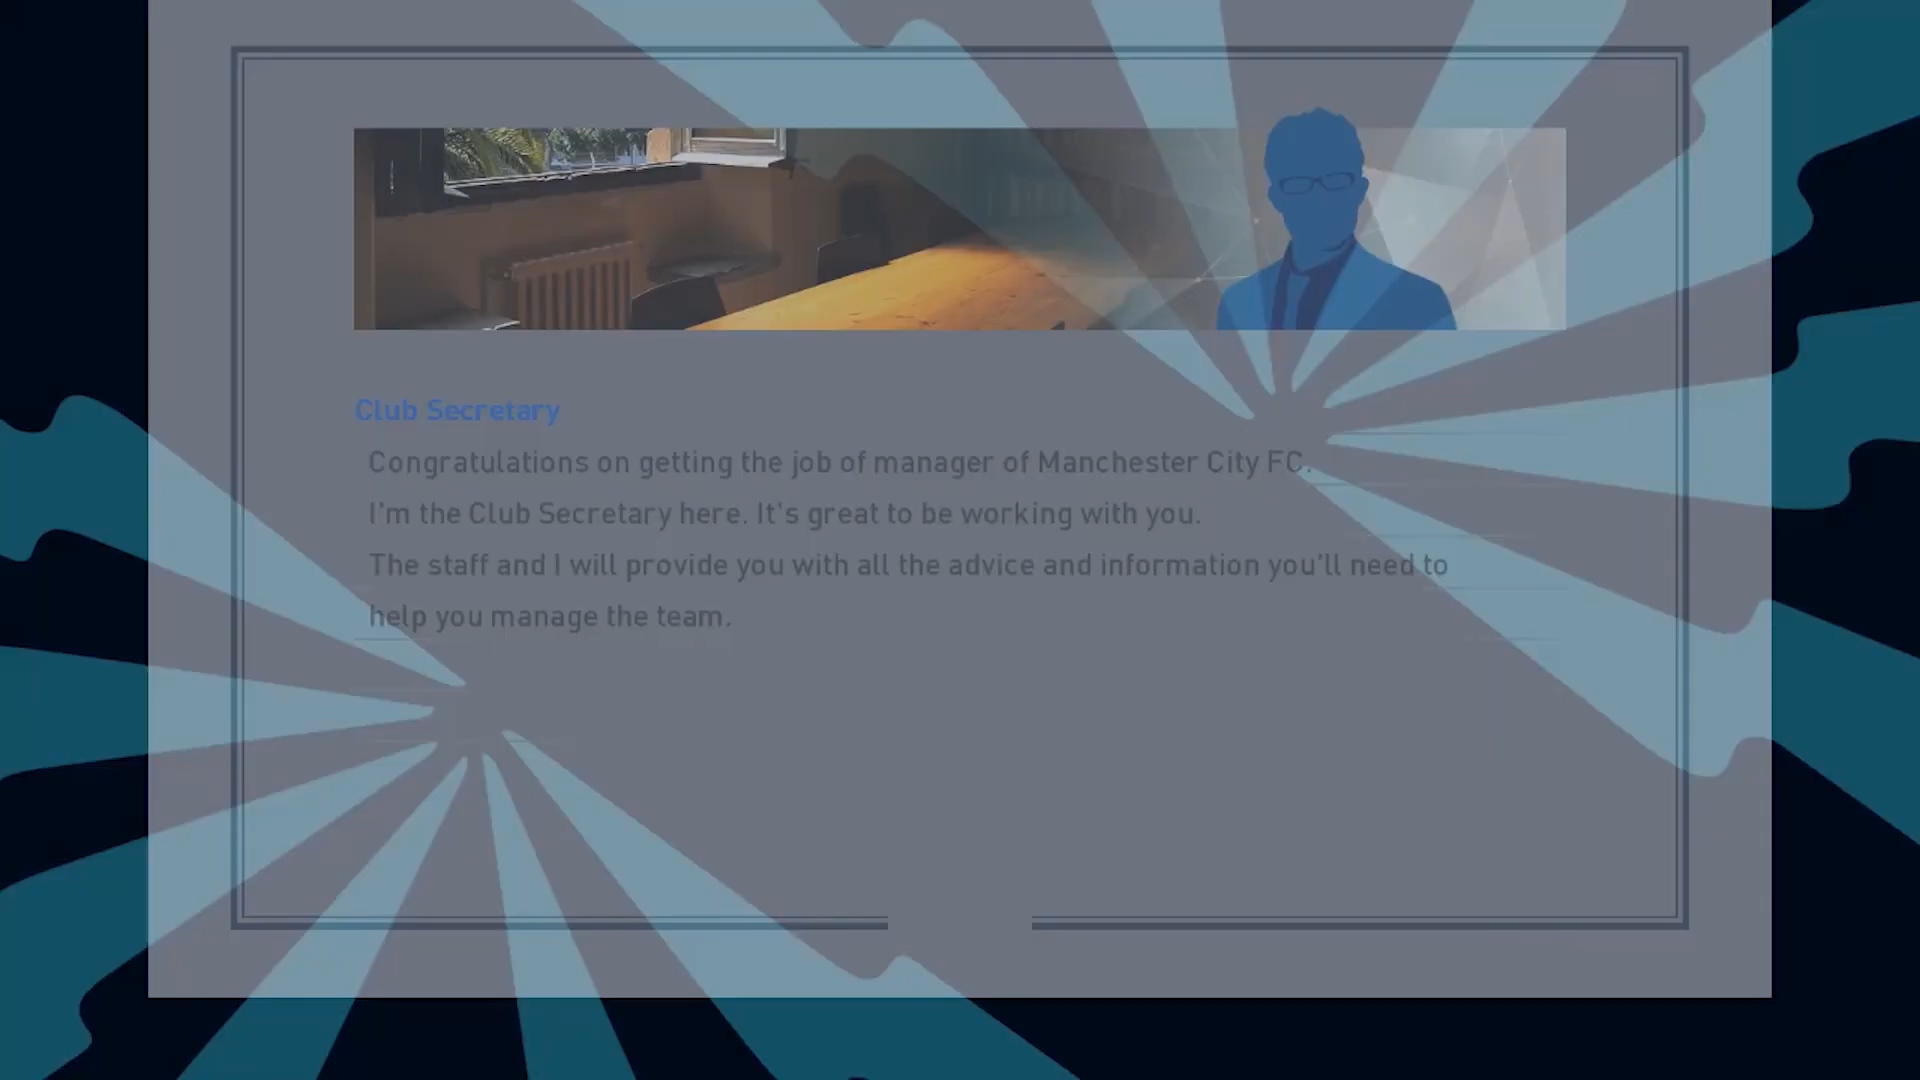 Club Secretary
Congratulations on getting the job of manager of Manchester City FC.
I'm the Club Secretary here. It's great to be working with you.
The staff and I will provide you with all the advice and information you'll need to
help you manage the team.